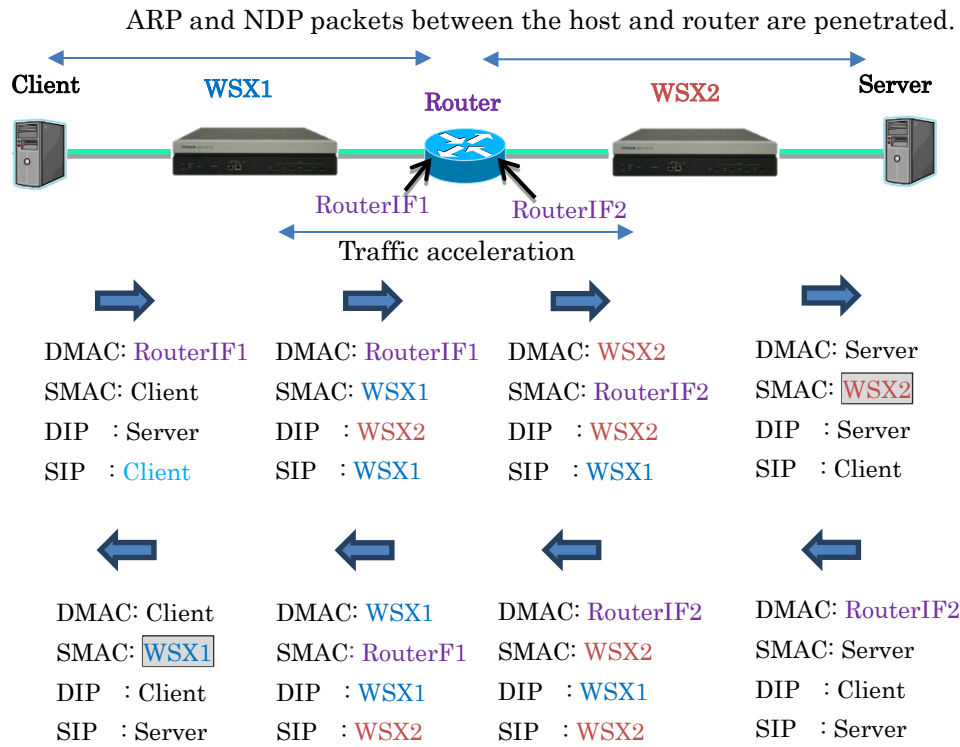 ARP and NDP packets between the host and router are penetrated.
Client
WSX1
Router
WSX2
Server
RouterIF1
RouterIF2
Traffic acceleration
DMAC: RouterIF1
SMAC: Client
DIP : Server
SIP : Client
DMAC: RouterIF1
SMAC: WSX1
DIP : WSX2
SIP : WSX1
DMAC: WSX2
SMAC: RouterIF2
DIP : WSX2
SIP : WSX1
DMAC: Server
SMAC: WSX2
DIP : Server
SIP : Client
DMAC: Client
SMAC: WSX1
DIP : Client
SIP : Server
DMAC: WSX1
SMAC: RouterF1
DIP : WSX1
SIP : WSX2
DMAC: RouterIF2
SMAC: WSX2
DIP : WSX1
SIP : WSX2
DMAC: RouterIF2
SMAC: Server
DIP : Client
SIP : Server